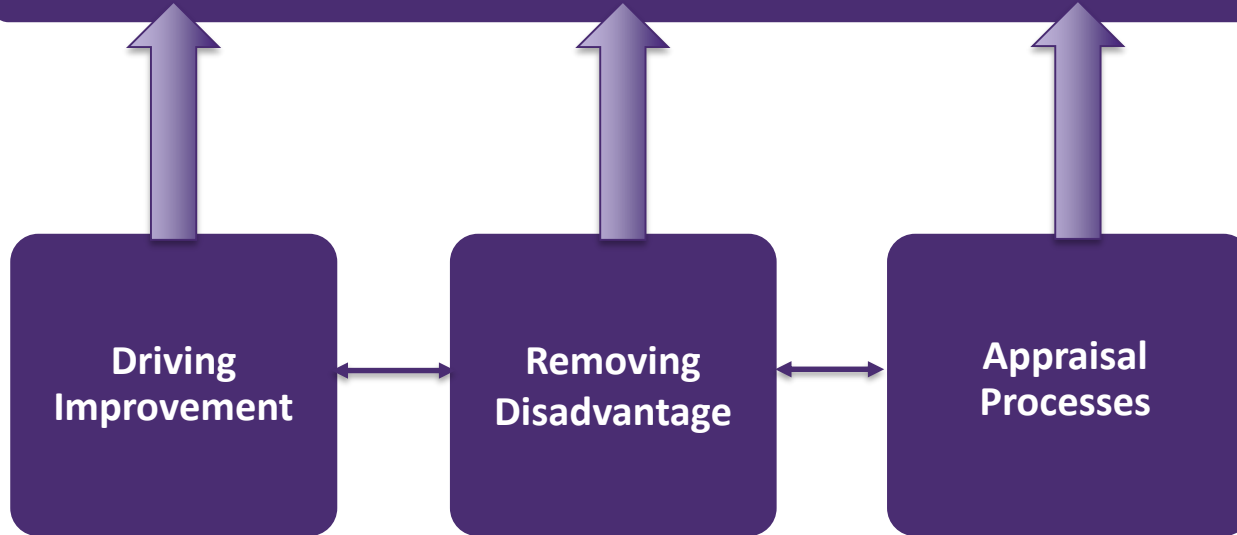 Driving
Improvement
Removing
Disadvantage
Appraisal
Processes